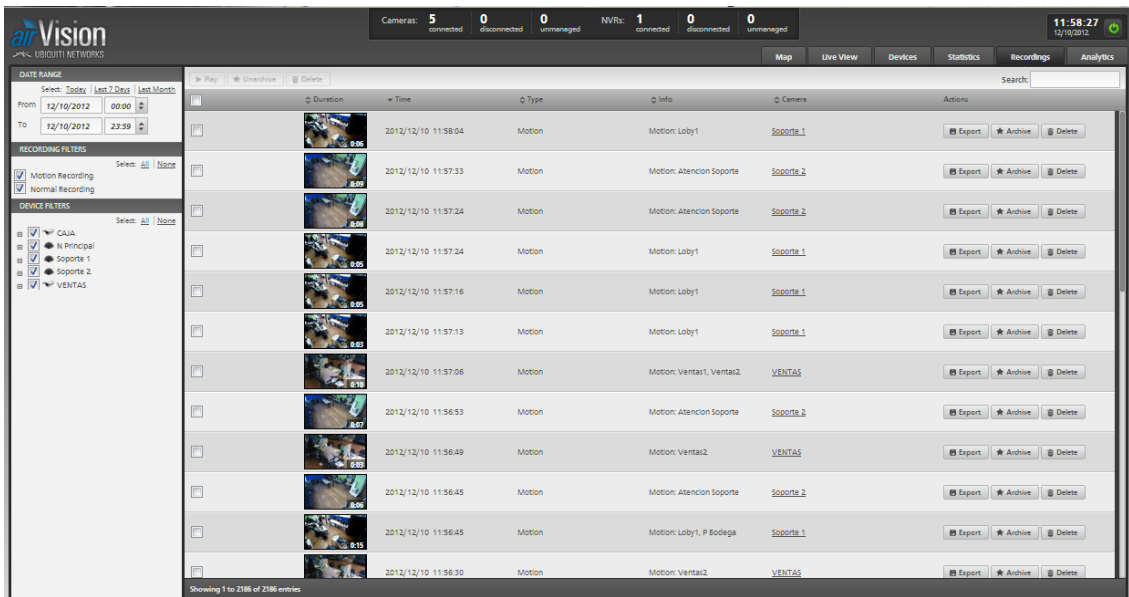 airVision
UBIQUITI NETWORKS
Cameras: 5 connected 0 disconnected 0 unmanaged NVRs: 1 connected 0 disconnected 0 unmanaged
11:58:27
12/10/2012
Map Live View Devices Statistics Recordings Analytics
DATE RANGE
Select: Today Last 7 Days Last Month
From 12/10/2012 00:00
To 12/10/2012 23:59
RECORDING FILTERS
Select: All None
Motion Recording
Normal Recording
DEVICE FILTERS
Select: All None
CAJA
N Principal
Soporte 1
Soporte 2
VENTAS
Play Unarchive Delete Search:
Duration Time Type Info Camera Actions
0:06 2012/12/10 11:58:04 Motion Motion: Loby1 Soporte 1 Export Archive Delete
0:09 2012/12/10 11:57:33 Motion Motion: Atencion Soporte Soporte 2 Export Archive Delete
0:08 2012/12/10 11:57:24 Motion Motion: Atencion Soporte Soporte 2 Export Archive Delete
0:05 2012/12/10 11:57:24 Motion Motion: Loby1 Soporte 1 Export Archive Delete
0:05 2012/12/10 11:57:16 Motion Motion: Loby1 Soporte 1 Export Archive Delete
0:03 2012/12/10 11:57:13 Motion Motion: Loby1 Soporte 1 Export Archive Delete
0:10 2012/12/10 11:57:06 Motion Motion: Ventas1, Ventas2 VENTAS Export Archive Delete
0:07 2012/12/10 11:56:53 Motion Motion: Atencion Soporte Soporte 2 Export Archive Delete
0:03 2012/12/10 11:56:49 Motion Motion: Ventas2 VENTAS Export Archive Delete
0:06 2012/12/10 11:56:45 Motion Motion: Atencion Soporte Soporte 2 Export Archive Delete
0:15 2012/12/10 11:56:45 Motion Motion: Loby1, P Bodega Soporte 1 Export Archive Delete
2012/12/10 11:56:30 Motion Motion: Ventas2 VENTAS Export Archive Delete
Showing 1 to 2186 of 2186 entries